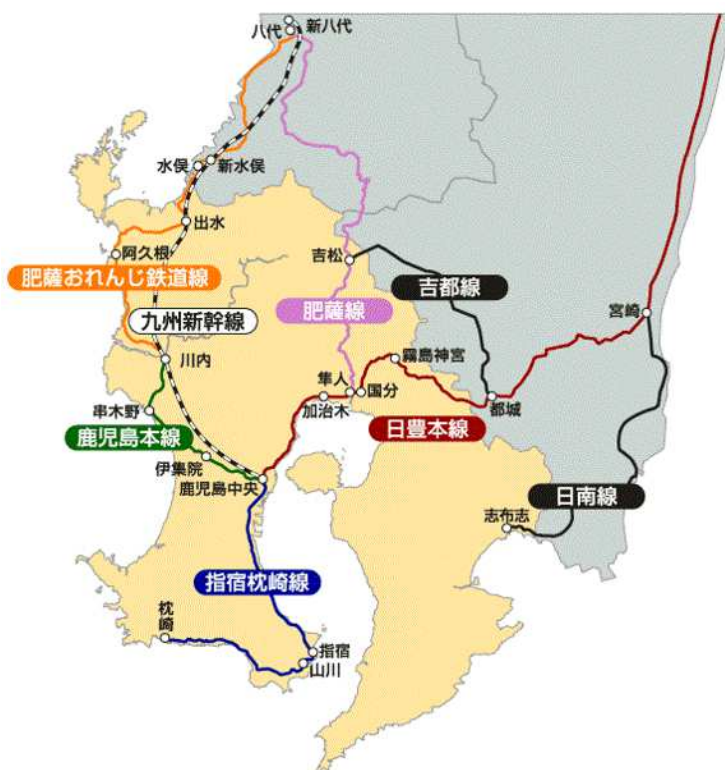 八代
新八代
水俣
新水俣
出水
阿久根
吉松
肥薩おれんじ鉄道線
吉都線
肥薩線
九州新幹線
宮崎
川内
霧島神宮
隼人
国分
加治木
都城
串木野
鹿児島本線
日豊本線
伊集院
鹿児島中央
日南線
志布志
指宿枕崎線
枕崎
指宿
山川